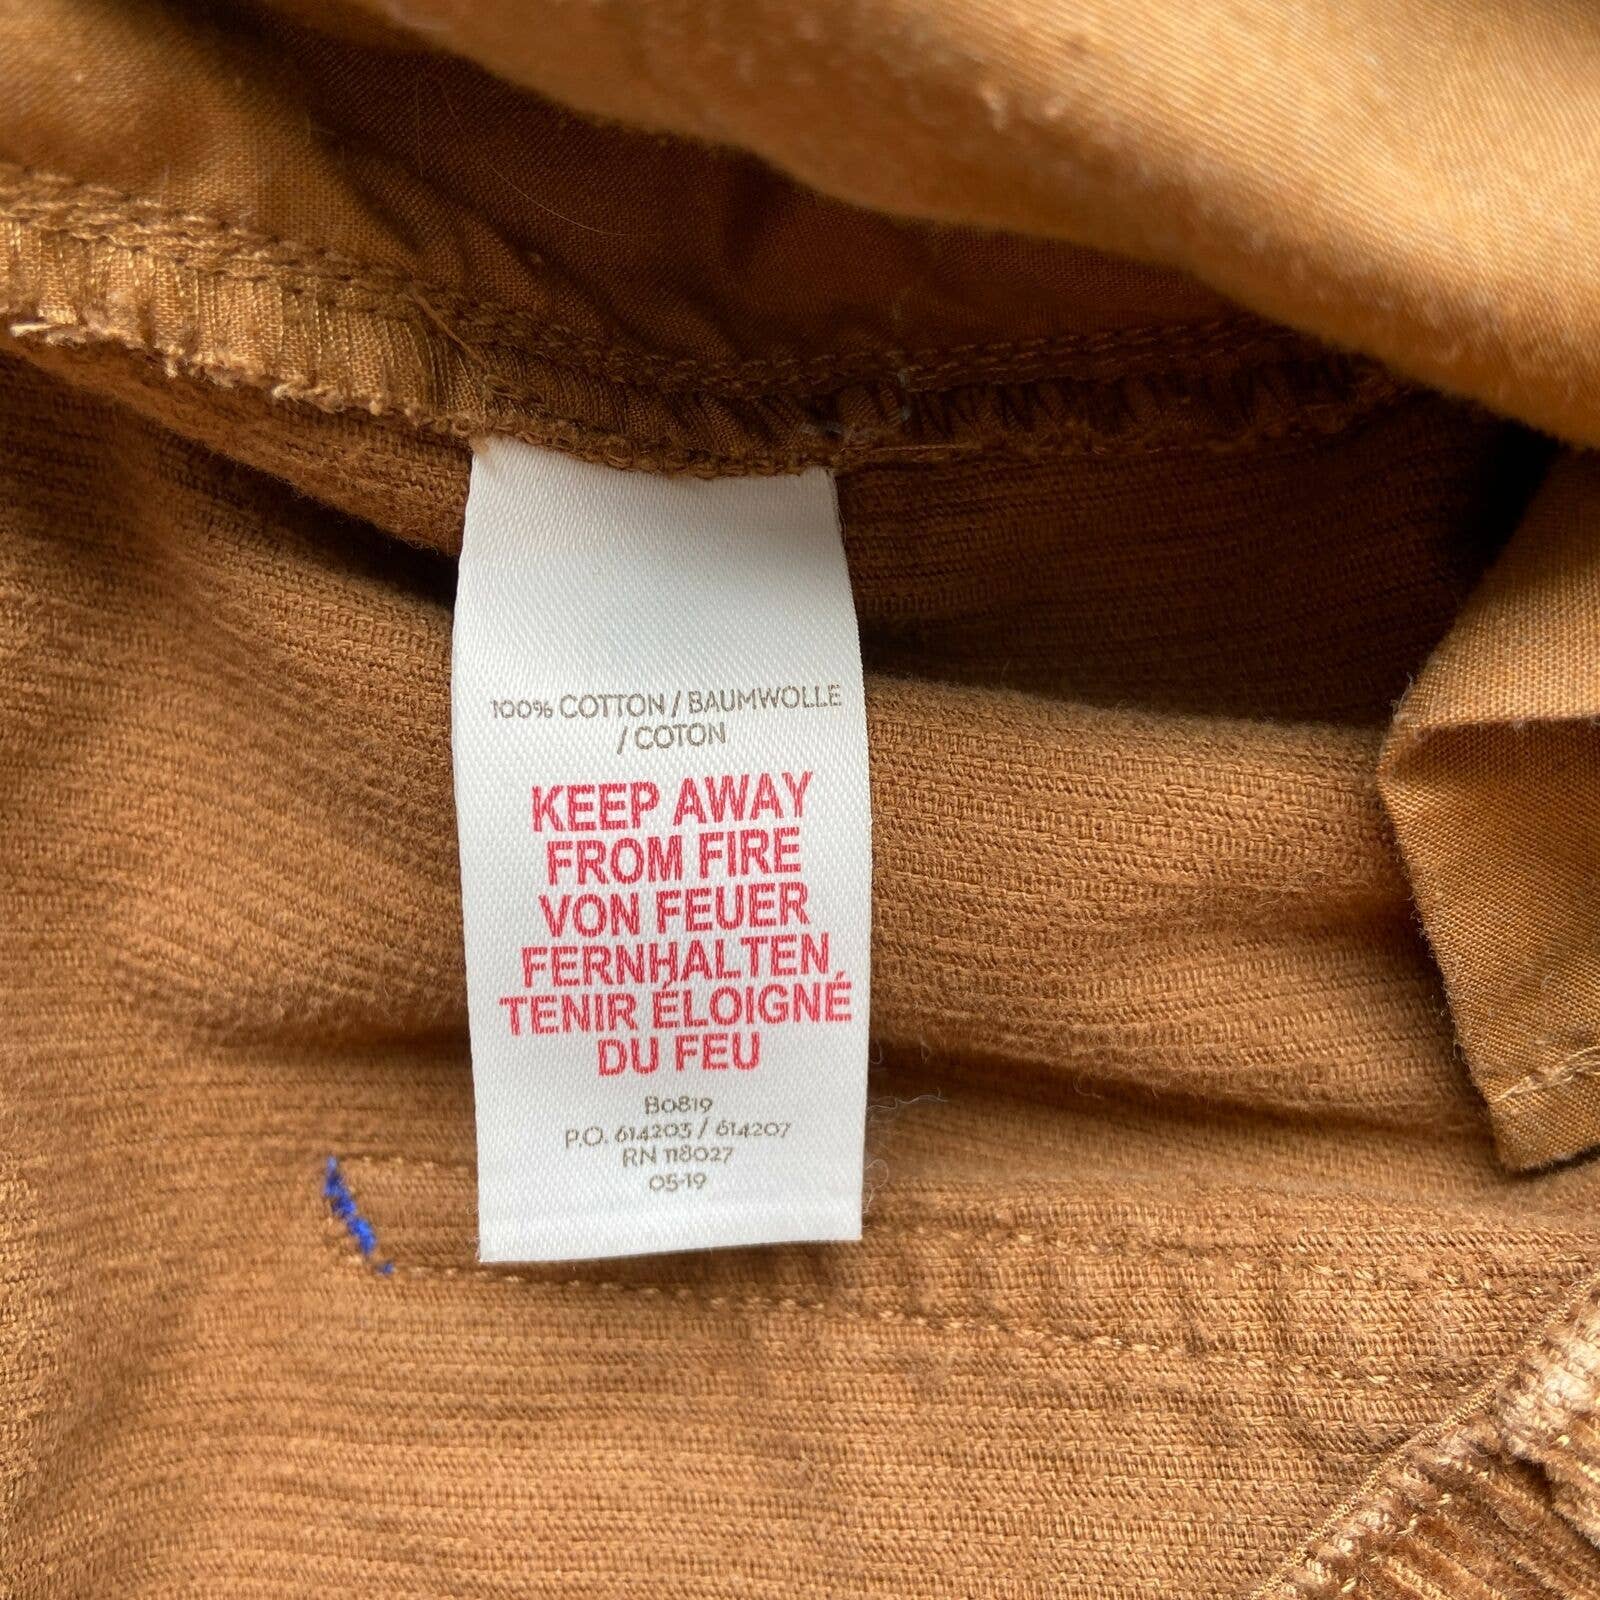 100% COTTON / BAUMWOLLE
/ COTON
KEEP AWAY
FROM FIRE
VON FEUER
FERNHALTEN
TENIR ÉLOIGNÉ
DU FEU
B0819
P.O. 614203 / 614207
RN 118027
05-19